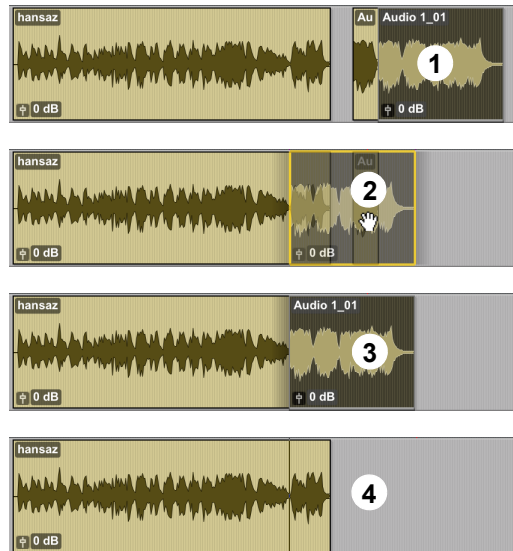 hansaz Au Audio 1_01
1
0 dB 0 dB
hansaz Au
2
0 dB 0 dB
hansaz Audio 1_01
3
0 dB 0 dB
hansaz
4
0 dB